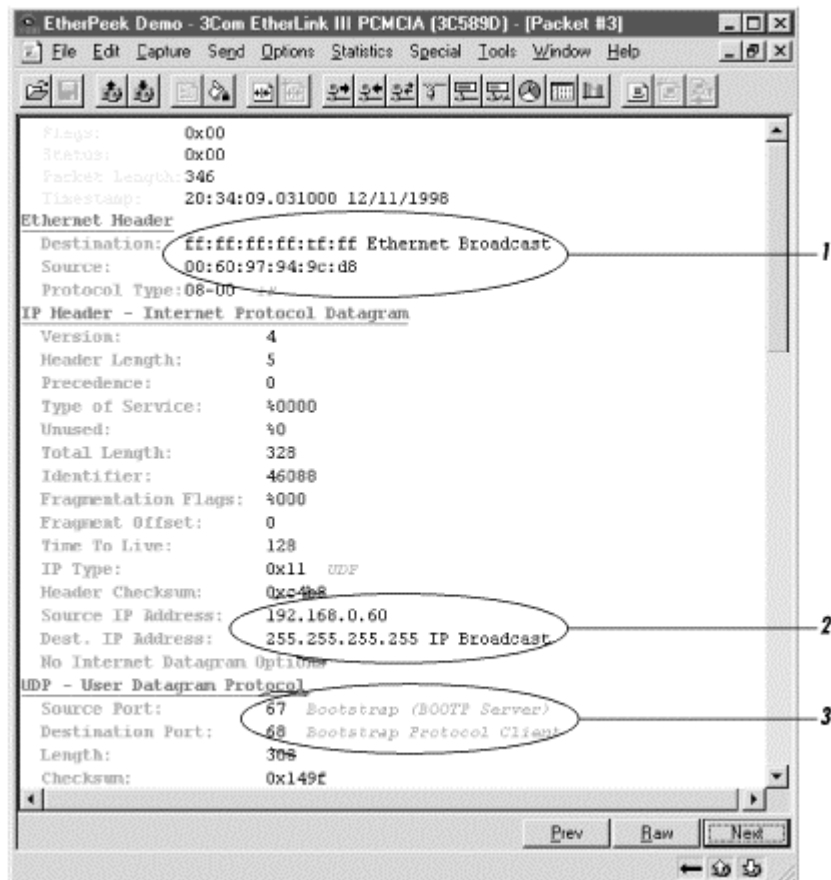 EtherPeek Demo - 3Com EtherLink III PCMCIA (3C589D) - [Packet #3]
File Edit Capture Send Options Statistics Special Tools Window Help
Flags: 0x00
Status: 0x00
Packet Length: 346
Timestamp: 20:34:09.031000 12/11/1998
Ethernet Header
Destination: ff:ff:ff:ff:ff:ff Ethernet Broadcast
Source: 00:60:97:94:9c:d8
Protocol Type:08-00 IP
1
IP Header - Internet Protocol Datagram
Version: 4
Header Length: 5
Precedence: 0
Type of Service: %0000
Unused: %0
Total Length: 328
Identifier: 46088
Fragmentation Flags: %000
Fragment Offset: 0
Time To Live: 128
IP Type: 0x11 UDP
Header Checksum: 0xc4b8
Source IP Address: 192.168.0.60
Dest. IP Address: 255.255.255.255 IP Broadcast
2
No Internet Datagram Options
UDP - User Datagram Protocol
Source Port: 67 Bootstrap (BOOTP Server)
Destination Port: 68 Bootstrap Protocol Client
3
Length: 308
Checksum: 0x149f
Prev Raw Next